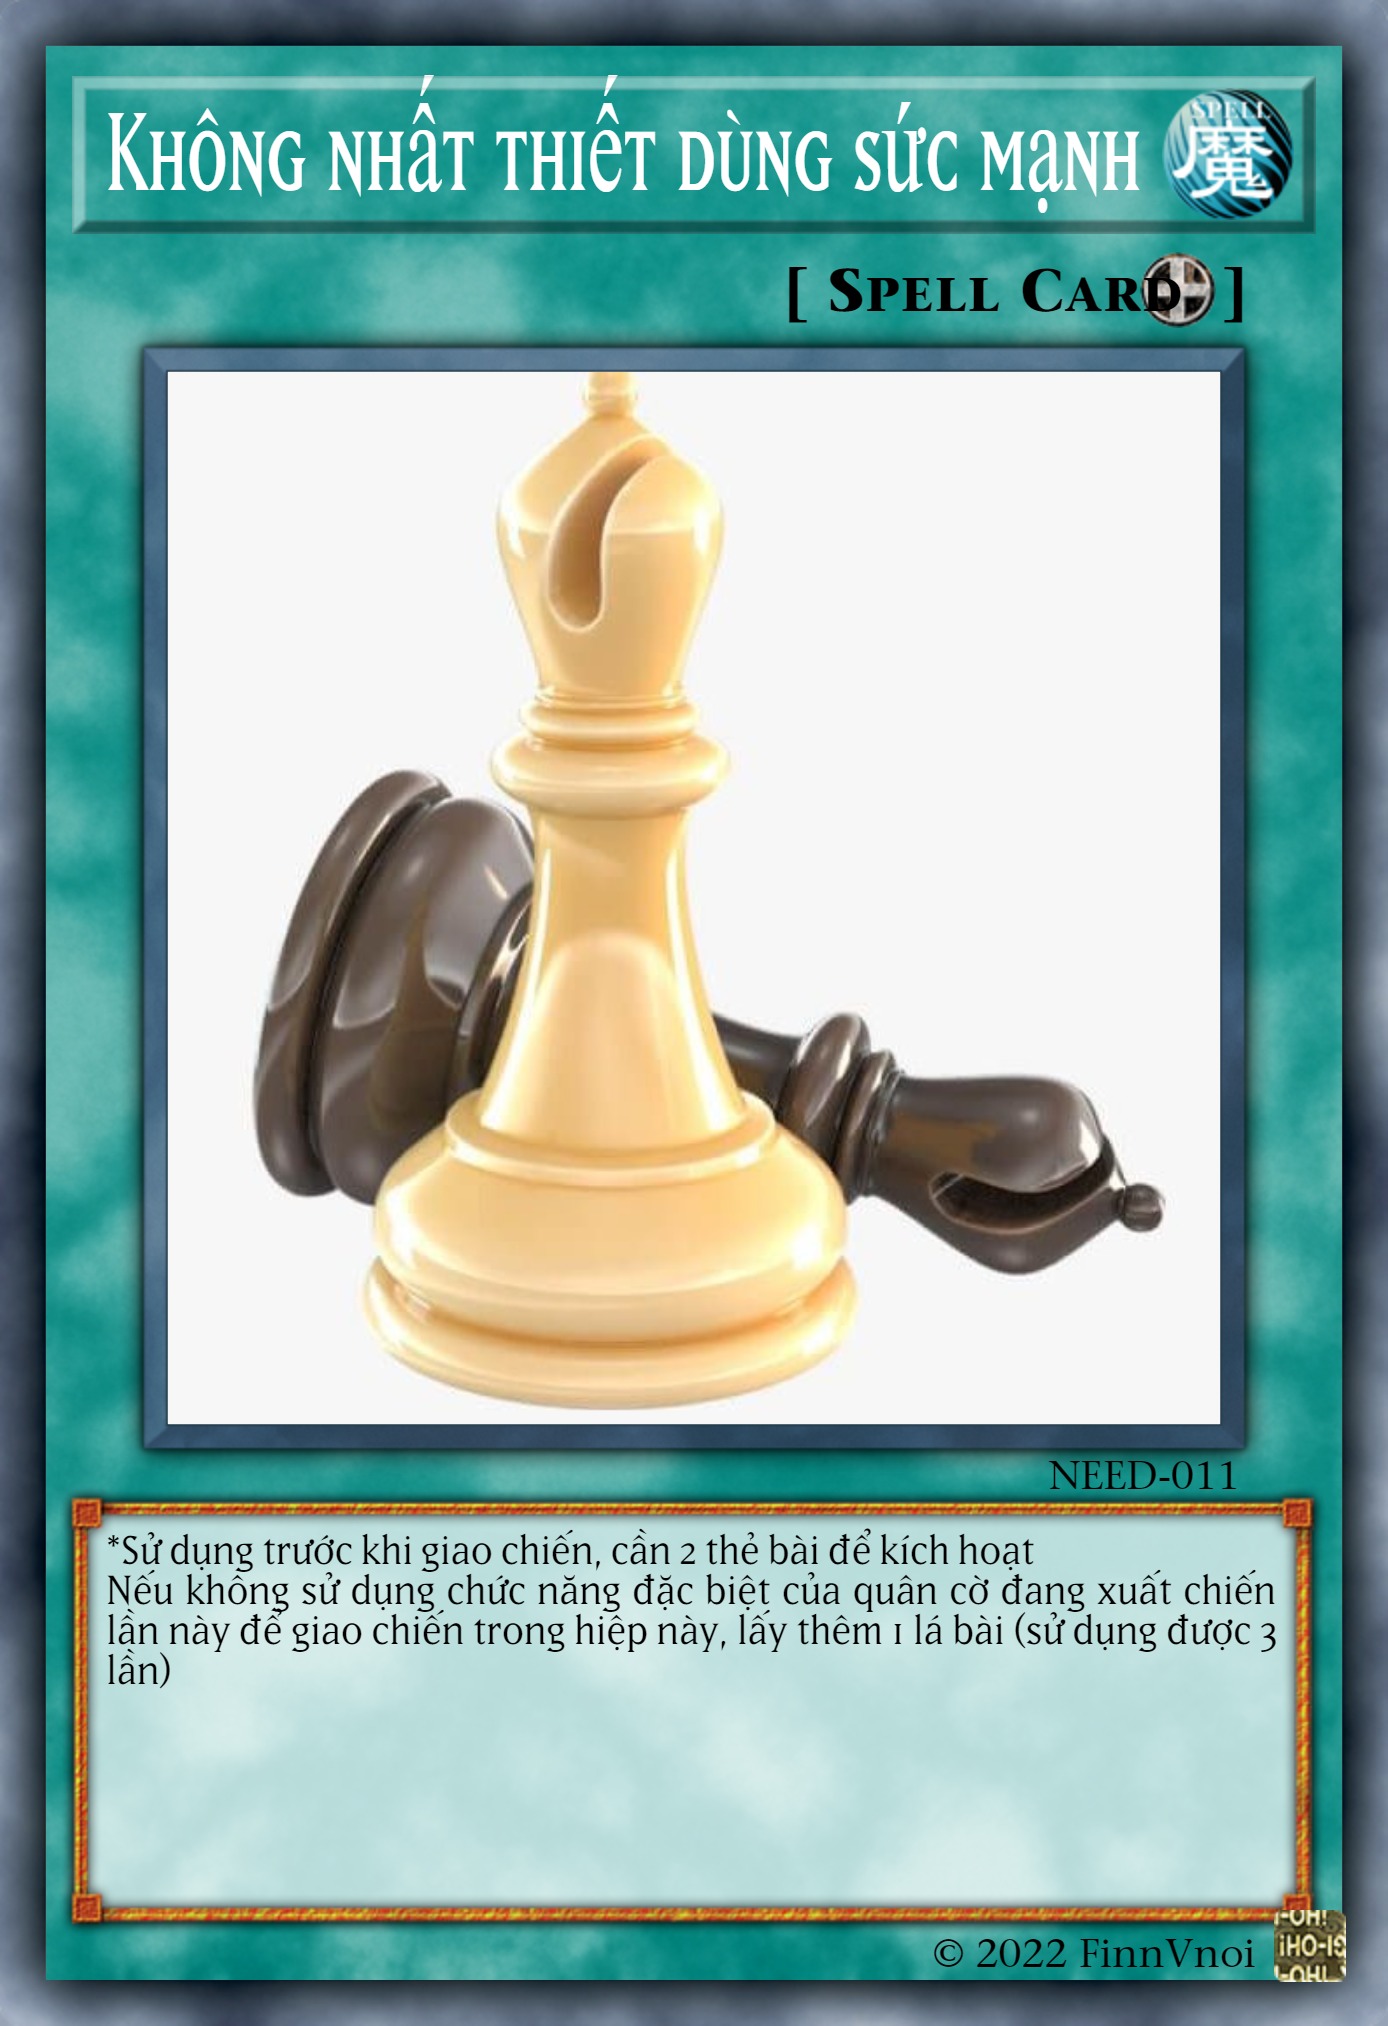 Không nhất thiết dùng sức mạnh
SPELL
魔
[ Spell Card ]
NEED-011
*Sử dụng trước khi giao chiến, cần 2 thẻ bài để kích hoạt
Nếu không sử dụng chức năng đặc biệt của quân cờ đang xuất chiến
lần này để giao chiến trong hiệp này, lấy thêm 1 lá bài (sử dụng được 3
lần)
© 2022 FinnVnoi